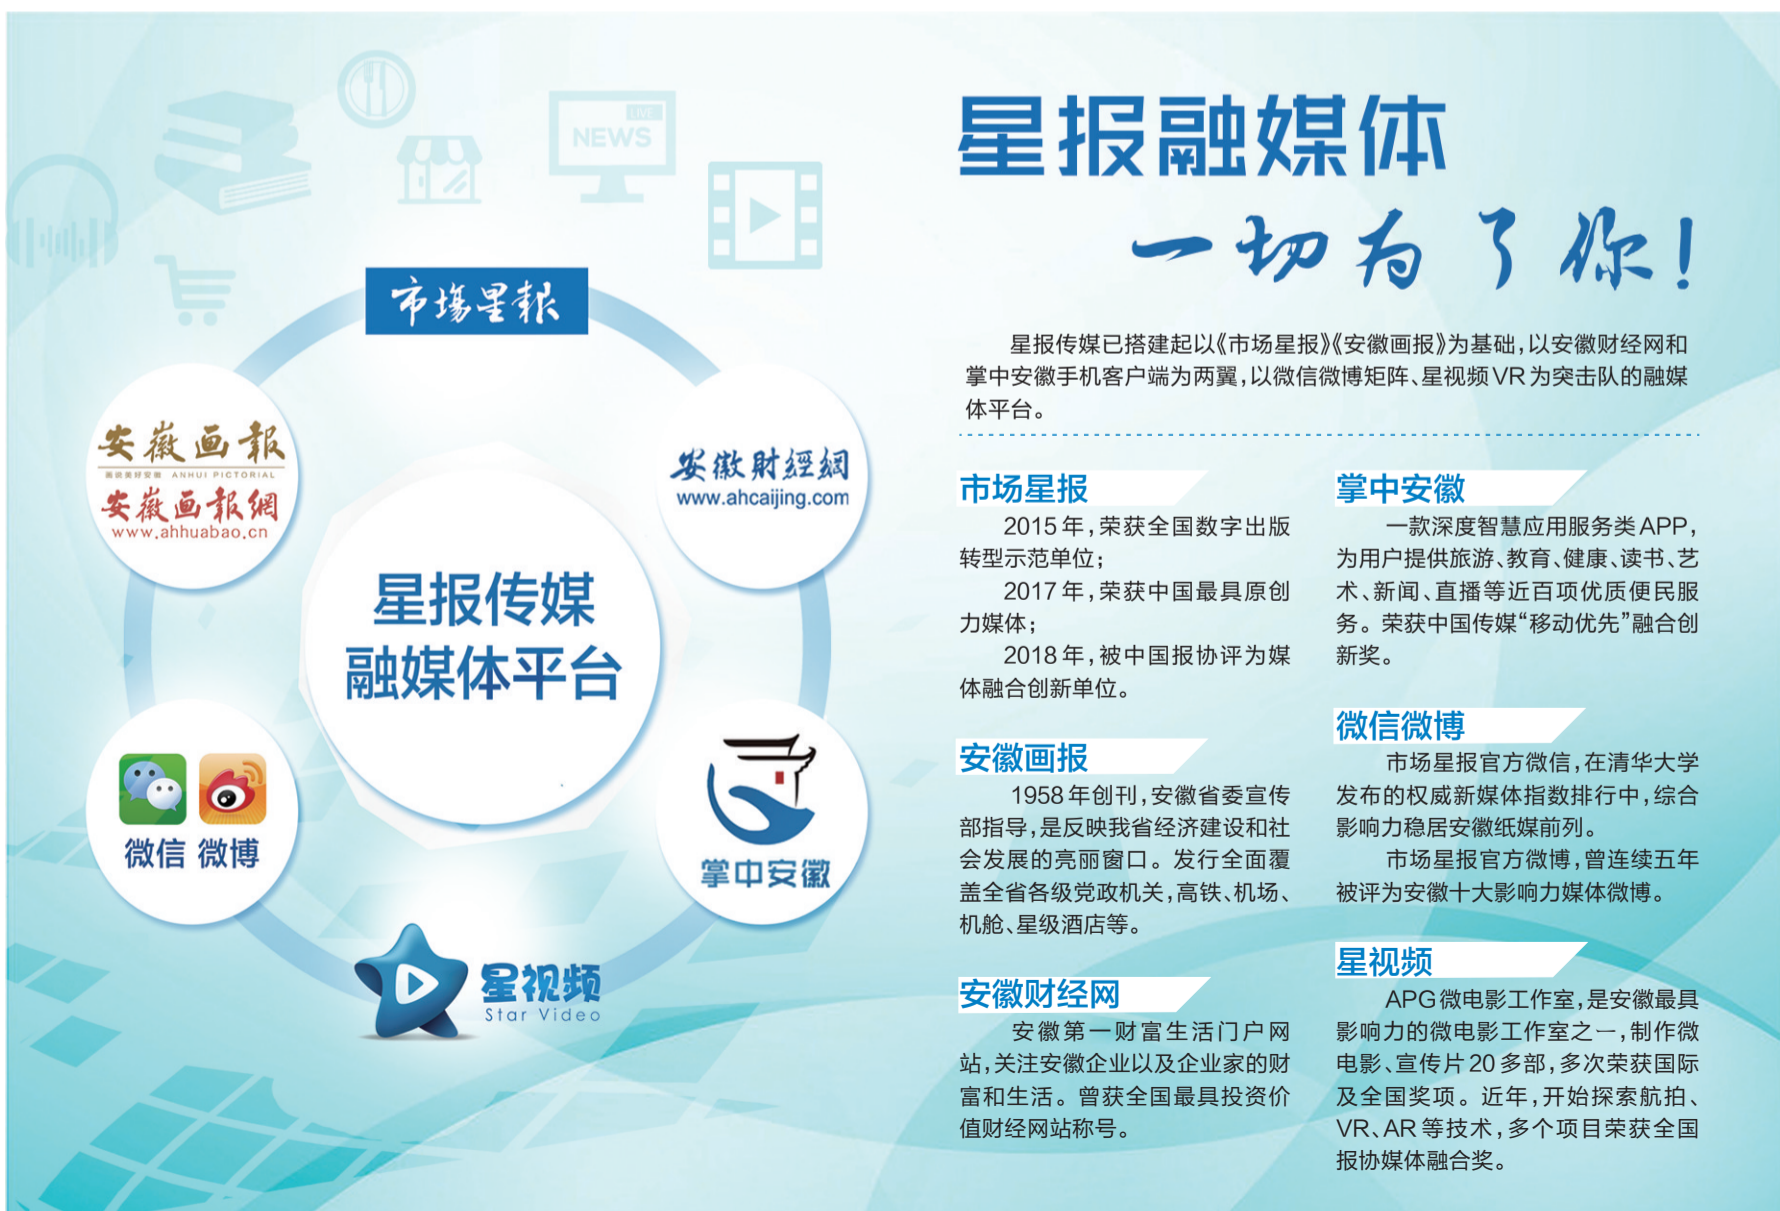 LIVE
NEWS
市場星報
安徽画報
画说美好安徽 ANHUI PICTORIAL
安徽画報網
www.ahhuabao.cn
安徽财經網
www.ahcaijing.com
星报传媒
融媒体平台
微信 微博
掌中安徽
星视频
Star Video
星报融媒体
一切为了你!
星报传媒已搭建起以《市场星报》《安徽画报》为基础,以安徽财经网和
掌中安徽手机客户端为两翼,以微信微博矩阵、星视频VR为突击队的融媒
体平台。
市场星报
2015年,荣获全国数字出版
转型示范单位;
2017年,荣获中国最具原创
力媒体;
2018年,被中国报协评为媒
体融合创新单位。
安徽画报
1958年创刊,安徽省委宣传
部指导,是反映我省经济建设和社
会发展的亮丽窗口。发行全面覆
盖全省各级党政机关,高铁、机场、
机舱、星级酒店等。
安徽财经网
安徽第一财富生活门户网
站,关注安徽企业以及企业家的财
富和生活。曾获全国最具投资价
值财经网站称号。
掌中安徽
一款深度智慧应用服务类APP,
为用户提供旅游、教育、健康、读书、艺
术、新闻、直播等近百项优质便民服
务。荣获中国传媒“移动优先”融合创
新奖。
微信微博
市场星报官方微信,在清华大学
发布的权威新媒体指数排行中,综合
影响力稳居安徽纸媒前列。
市场星报官方微博,曾连续五年
被评为安徽十大影响力媒体微博。
星视频
APG微电影工作室,是安徽最具
影响力的微电影工作室之一,制作微
电影、宣传片20多部,多次荣获国际
及全国奖项。近年,开始探索航拍、
VR、AR等技术,多个项目荣获全国
报协媒体融合奖。